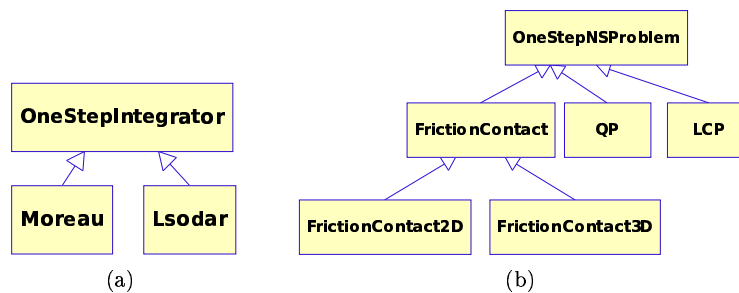 OneStepIntegrator
Moreau
Lsodar
(a)
OneStepNSProblem
FrictionContact
QP
LCP
FrictionContact2D
FrictionContact3D
(b)